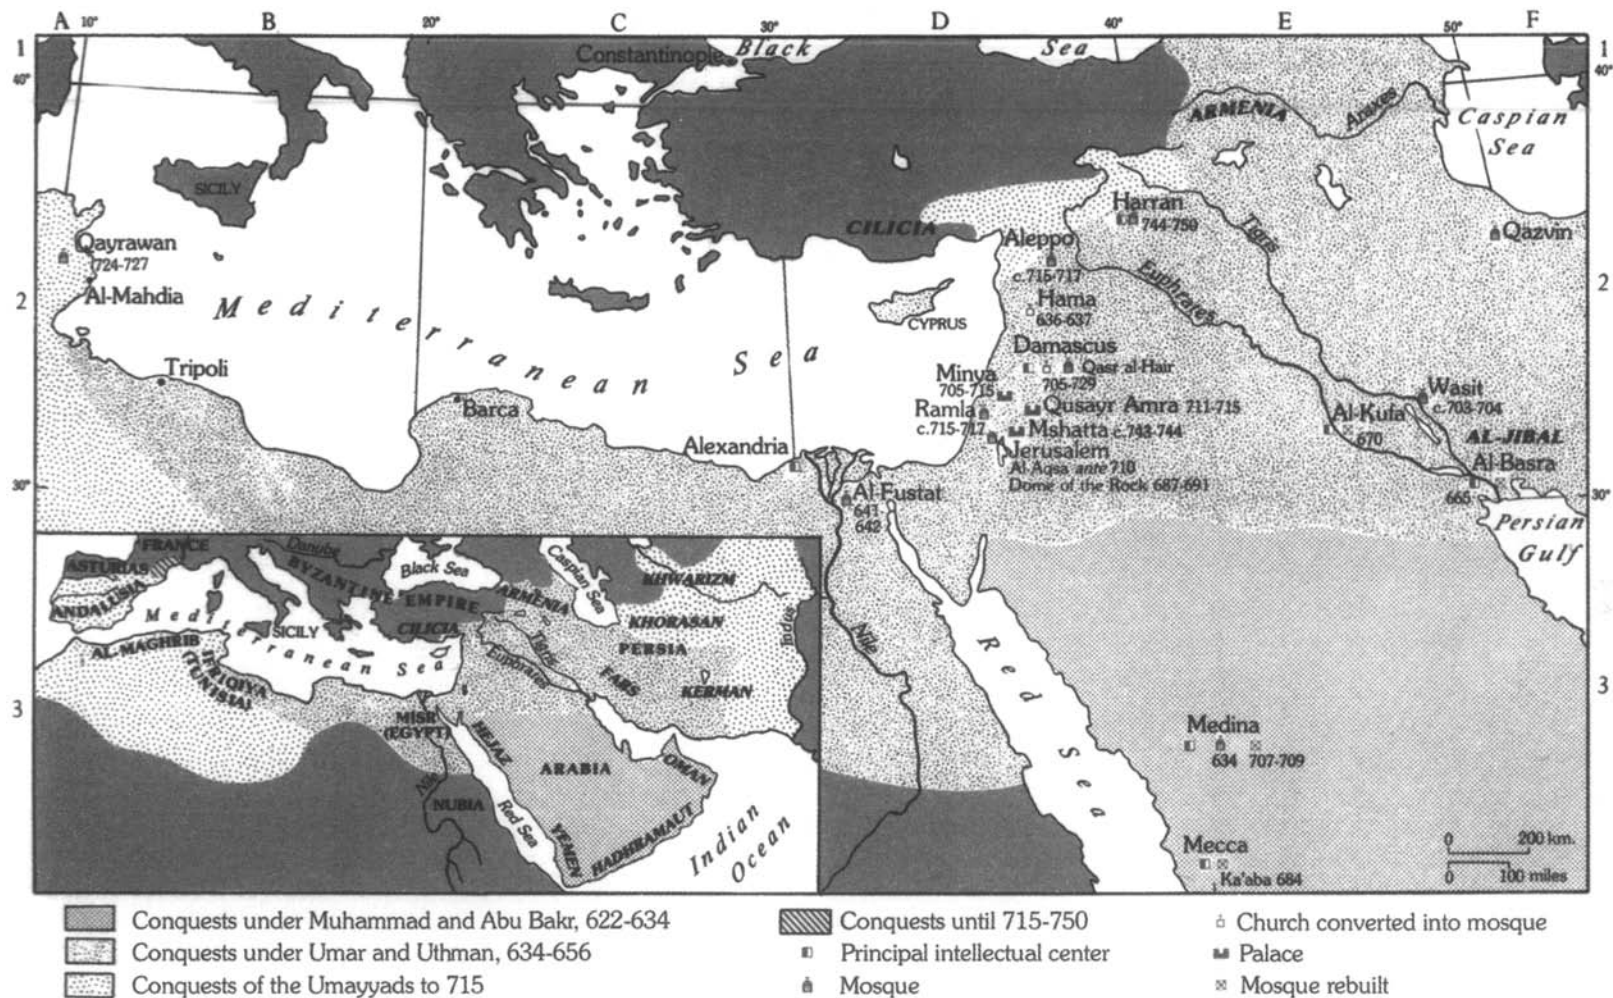 A 10° B 20° C 30° D 40° E 50° F
1 1
40° 40°
Constantinople
Black Sea
Caspian
Sea
ARMENIA
Araxes
SICILY
CILICIA
Harran
744-750
Tigris
Qazvin
Qayrawan
724-727
Al-Mahdia
Aleppo
c.715-717
Euphrates
2 2
Mediterranean Sea
CYPRUS
Hama
636-637
Damascus
Qasr al-Hair
705-729
Tripoli
Barca
Minya
705-715
Qusayr Amra 711-715
Ramla
c.715-717
Mshatta c.743-744
Wasit
c.703-704
Al-Kufa
670
AL-JIBAL
Alexandria
Jerusalem
Al Aqsa ante 710
Dome of the Rock 687-691
Al-Basra
665
30° 30°
Al-Fustat
641-
642
Persian
Gulf
Nile
Red Sea
3 3
Medina
634 707-709
Mecca
Ka'aba 684
0 200 km.
0 100 miles
FRANCE
Danube
ASTURIAS
BYZANTINE EMPIRE
Black Sea
Caspian Sea
KHWARIZM
ANDALUSIA
ARMENIA
Mediterranean Sea
SICILY
CILICIA
KHORASAN
Indus
AL-MAGHRIB
IFRIQIYA
(TUNISIA)
Tigris
Euphrates
PERSIA
FARS
KERMAN
MISR
(EGYPT)
HEJAZ
ARABIA
OMAN
Nile
NUBIA
Red Sea
YEMEN
HADHRAMAUT
Indian
Ocean
Conquests under Muhammad and Abu Bakr, 622-634
Conquests under Umar and Uthman, 634-656
Conquests of the Umayyads to 715
Conquests until 715-750
Principal intellectual center
Mosque
Church converted into mosque
Palace
Mosque rebuilt